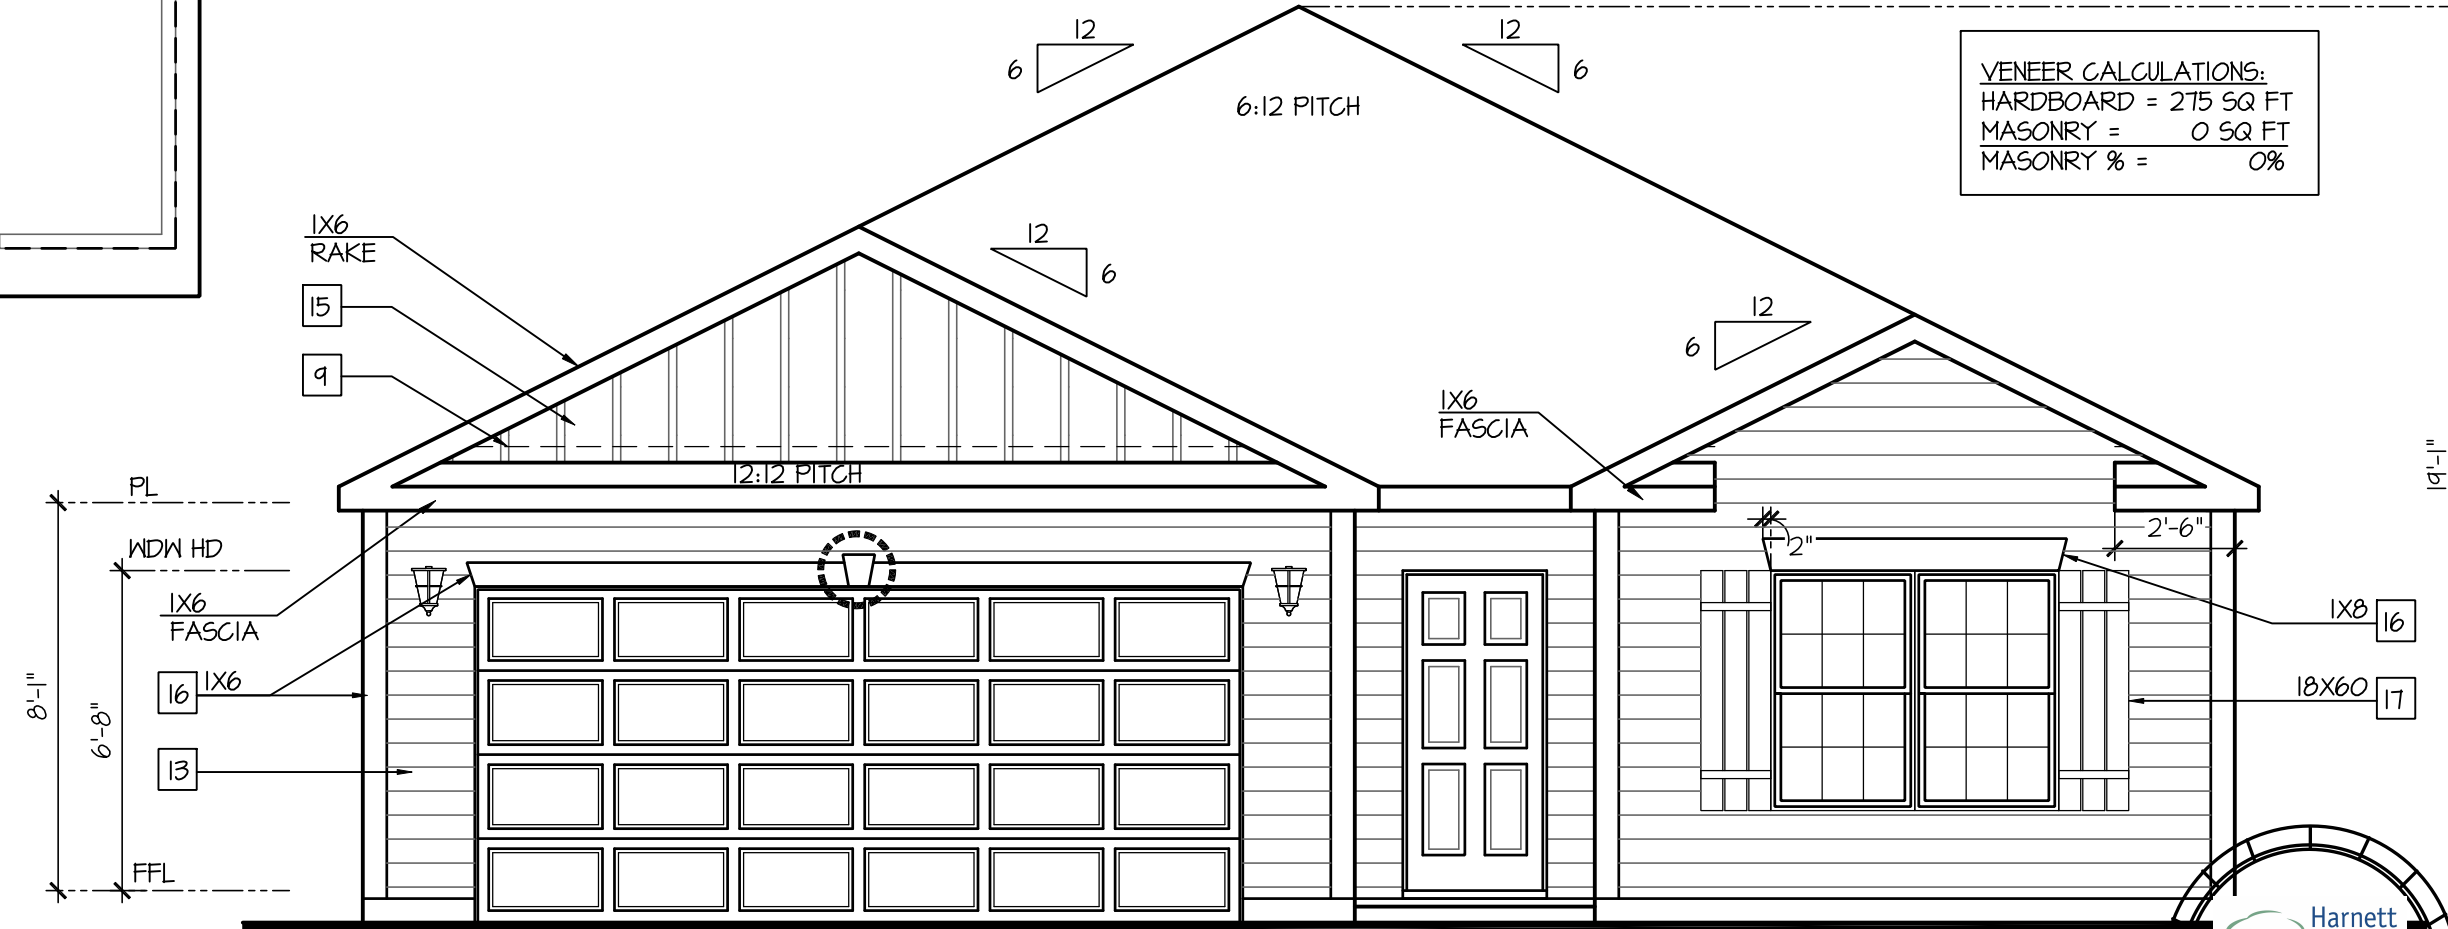 12
6
12
6
6:12 PITCH
VENEER CALCULATIONS:
HARDBOARD = 275 SQ FT
MASONRY = 0 SQ FT
MASONRY % = 0%
1X6
RAKE
15
9
12
6
12
6
1X6
FASCIA
12:12 PITCH
19'-1"
PL
WDW HD
2"
2'-6"
1X6
FASCIA
16 1X6
1X8 16
18X60 17
8'-1"
6'-8"
13
FFL
Harnett